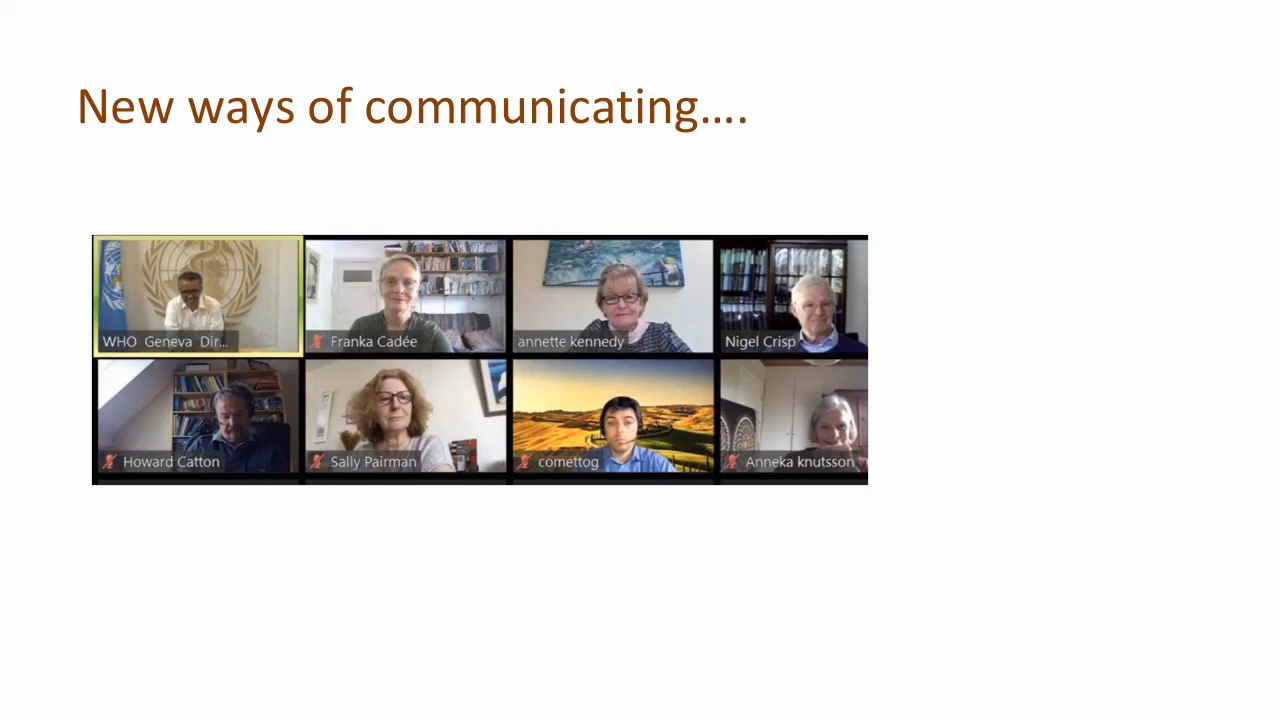 New ways of communicating....
WHO Geneva Dir...
Franka Cadée
annette kennedy
Nigel Crisp
Howard Catton
Sally Pairman
comettog
Anneka knutsson